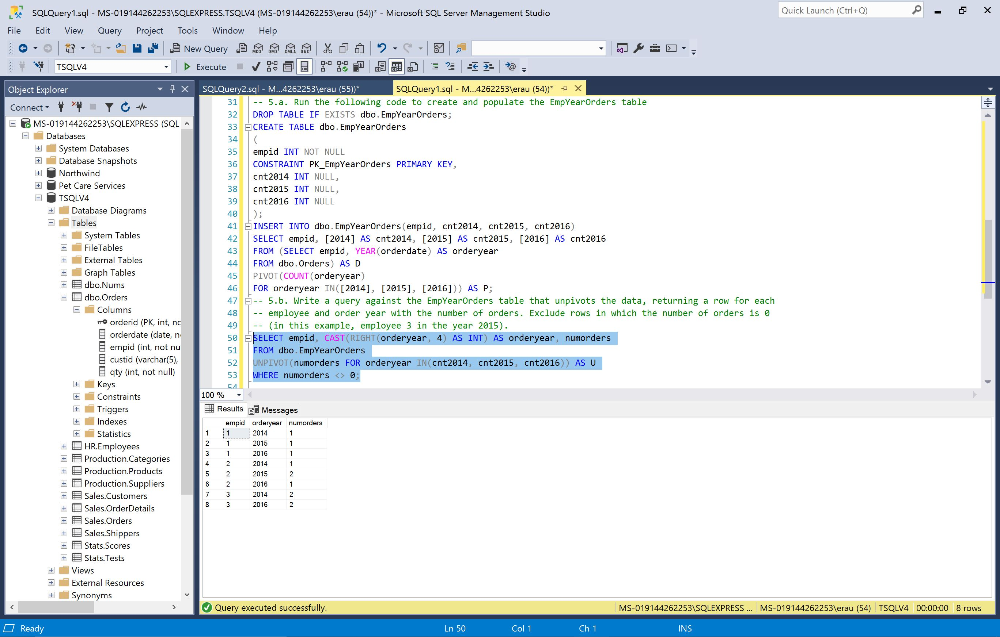 SQLQuery1.sql - MS-019144262253\SQLEXPRESS.TSQLV4 (MS-019144262253\erau (54))* - Microsoft SQL Server Management Studio
Quick Launch (Ctrl+Q)
File Edit View Query Project Tools Window Help
New Query MDX DMX XMLA DAX
TSQLV4 Execute
Object Explorer
Connect
MS-019144262253\SQLEXPRESS (SQL
Databases
System Databases
Database Snapshots
Northwind
Pet Care Services
TSQLV4
Database Diagrams
Tables
System Tables
FileTables
External Tables
Graph Tables
dbo.Nums
dbo.Orders
Columns
orderid (PK, int, nc
orderdate (date, n
empid (int, not nu
custid (varchar(5),
qty (int, not null)
Keys
Constraints
Triggers
Indexes
Statistics
HR.Employees
Production.Categories
Production.Products
Production.Suppliers
Sales.Customers
Sales.OrderDetails
Sales.Orders
Sales.Shippers
Stats.Scores
Stats.Tests
Views
External Resources
Synonyms
SQLQuery2.sql - M...4262253\erau (55))* SQLQuery1.sql - M...4262253\erau (54))*
31 -- 5.a. Run the following code to create and populate the EmpYearOrders table
32 DROP TABLE IF EXISTS dbo.EmpYearOrders;
33 CREATE TABLE dbo.EmpYearOrders
34 (
35 empid INT NOT NULL
36 CONSTRAINT PK_EmpYearOrders PRIMARY KEY,
37 cnt2014 INT NULL,
38 cnt2015 INT NULL,
39 cnt2016 INT NULL
40 );
41 INSERT INTO dbo.EmpYearOrders(empid, cnt2014, cnt2015, cnt2016)
42 SELECT empid, [2014] AS cnt2014, [2015] AS cnt2015, [2016] AS cnt2016
43 FROM (SELECT empid, YEAR(orderdate) AS orderyear
44 FROM dbo.Orders) AS D
45 PIVOT(COUNT(orderyear)
46 FOR orderyear IN([2014], [2015], [2016])) AS P;
47 -- 5.b. Write a query against the EmpYearOrders table that unpivots the data, returning a row for each
48 -- employee and order year with the number of orders. Exclude rows in which the number of orders is 0
49 -- (in this example, employee 3 in the year 2015).
50 SELECT empid, CAST(RIGHT(orderyear, 4) AS INT) AS orderyear, numorders
51 FROM dbo.EmpYearOrders
52 UNPIVOT(numorders FOR orderyear IN(cnt2014, cnt2015, cnt2016)) AS U
53 WHERE numorders <> 0;
54
100 %
Results Messages
empid orderyear numorders
1 1 2014 1
2 1 2015 1
3 1 2016 1
4 2 2014 1
5 2 2015 2
6 2 2016 1
7 3 2014 2
8 3 2016 2
Query executed successfully. MS-019144262253\SQLEXPRESS ... MS-019144262253\erau (54) TSQLV4 00:00:00 8 rows
Ready Ln 50 Col 1 Ch 1 INS